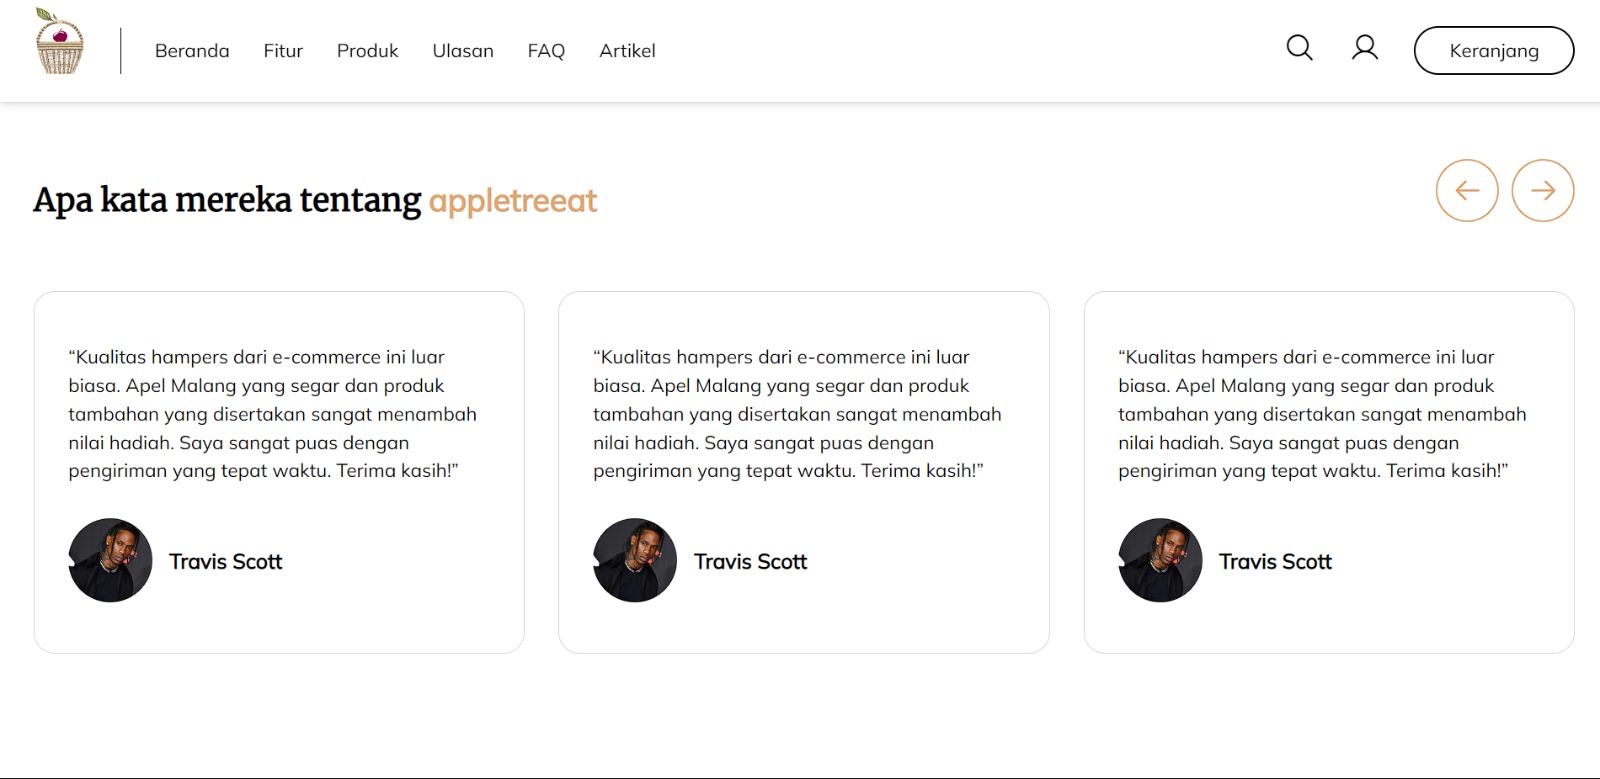 Beranda Fitur Produk Ulasan FAQ Artikel Keranjang
Apa kata mereka tentang appletreeat
“Kualitas hampers dari e-commerce ini luar
biasa. Apel Malang yang segar dan produk
tambahan yang disertakan sangat menambah
nilai hadiah. Saya sangat puas dengan
pengiriman yang tepat waktu. Terima kasih!”
Travis Scott
“Kualitas hampers dari e-commerce ini luar
biasa. Apel Malang yang segar dan produk
tambahan yang disertakan sangat menambah
nilai hadiah. Saya sangat puas dengan
pengiriman yang tepat waktu. Terima kasih!”
Travis Scott
“Kualitas hampers dari e-commerce ini luar
biasa. Apel Malang yang segar dan produk
tambahan yang disertakan sangat menambah
nilai hadiah. Saya sangat puas dengan
pengiriman yang tepat waktu. Terima kasih!”
Travis Scott